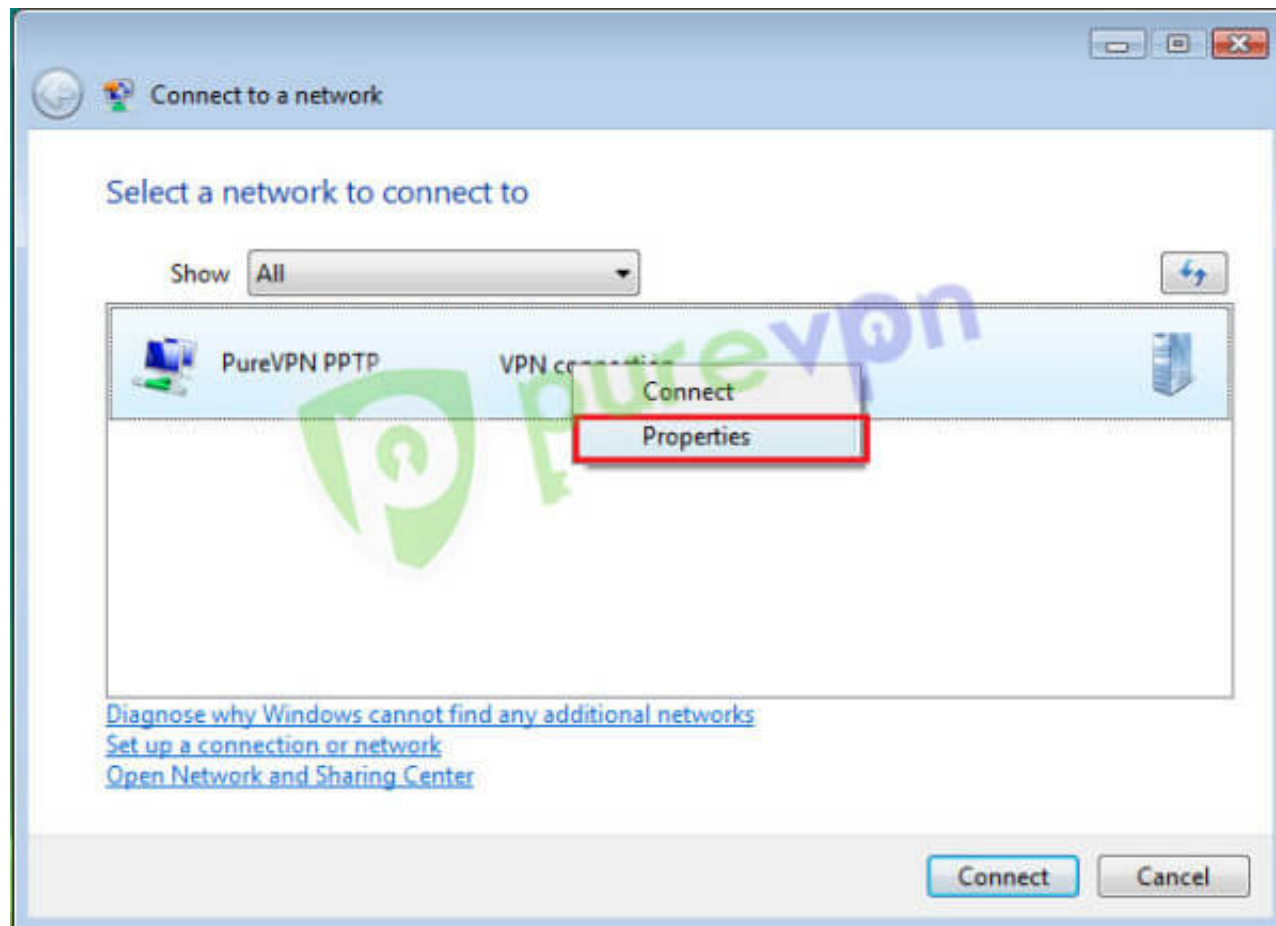 Connect to a network
Select a network to connect to
Show All
PureVPN PPTP VPN connection
purevpn
Connect
Properties
Diagnose why Windows cannot find any additional networks
Set up a connection or network
Open Network and Sharing Center
Connect Cancel